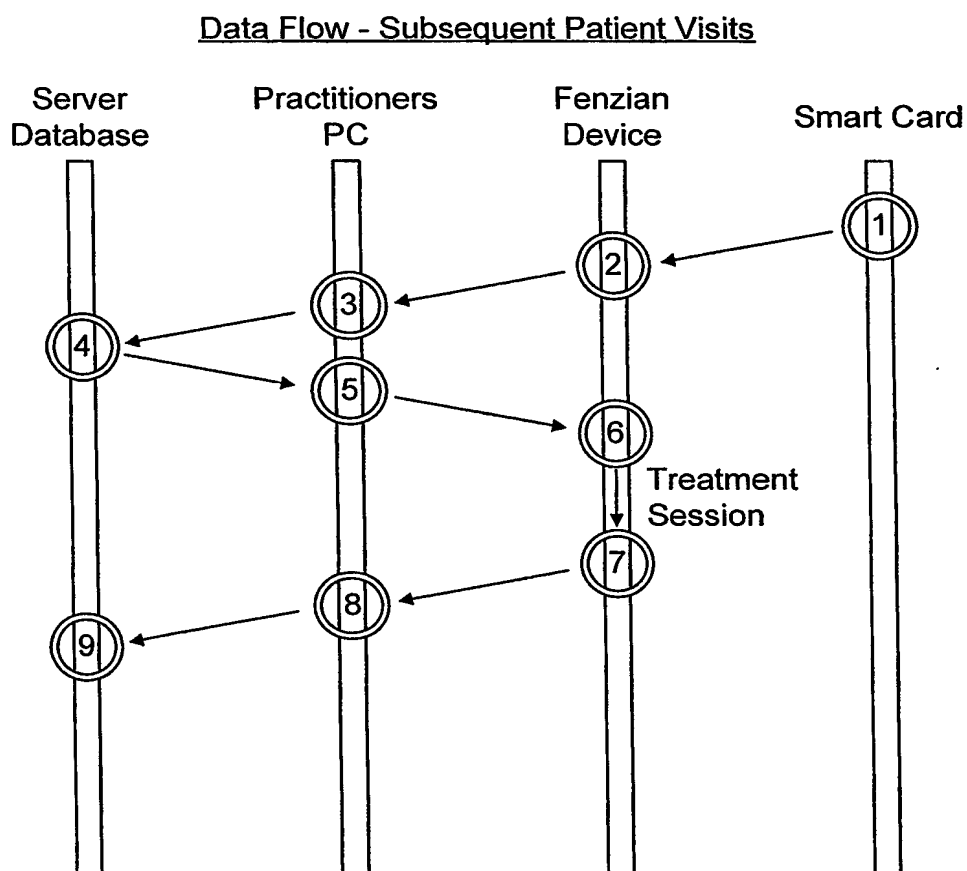 Data Flow - Subsequent Patient Visits
Server
Database
Practitioners
PC
Fenzian
Device
Smart Card
1
2
3
4
5
6
Treatment
Session
7
8
9